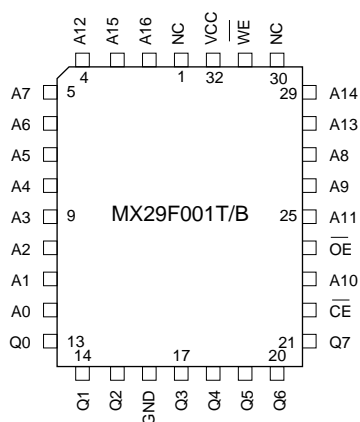 A12 A15 A16 NC VCC WE NC
4 1 32 30
A7 5 29 A14
A6 A13
A5 A8
A4 A9
A3 9 MX29F001T/B 25 A11
A2 OE
A1 A10
A0 CE
Q0 13 21 Q7
14 17 20
Q1 Q2 GND Q3 Q4 Q5 Q6